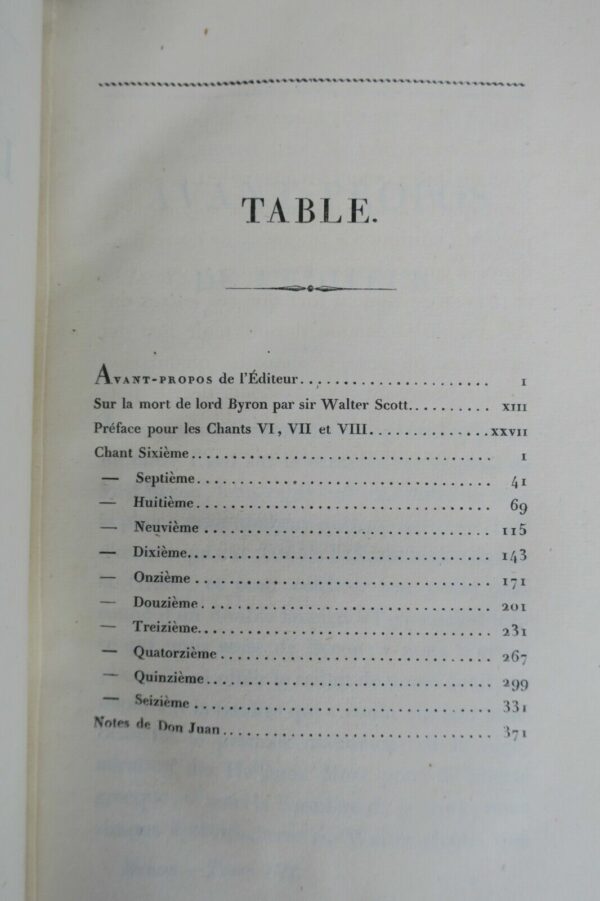 TABLE.
AVANT-PROPOS de l'Éditeur........................ I
Sur la mort de lord Byron par sir Walter Scott.......... XIII
Préface pour les Chants VI, VII et VIII...............XXVII
Chant Sixième..................................... I
— Septième.................................... 41
— Huitième.................................... 69
— Neuvième ................................... 115
— Dixième..................................... 143
— Onzième .................................... 171
— Douzième.................................... 201
— Treizième................................... 231
— Quatorzième................................. 267
— Quinzième .................................. 299
— Seizième ................................... 331
Notes de Don Juan................................. 371